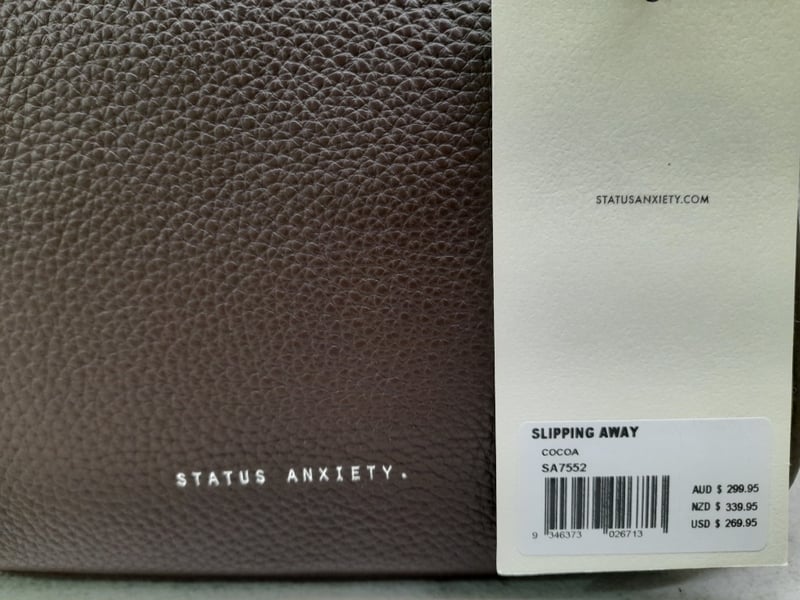 STATUSANXIETY.COM
SLIPPING AWAY
COCOA
SA7552
AUD $ 299.95
NZD $ 339.95
USD $ 269.95
9 346373 026713
STATUS ANXIETY.